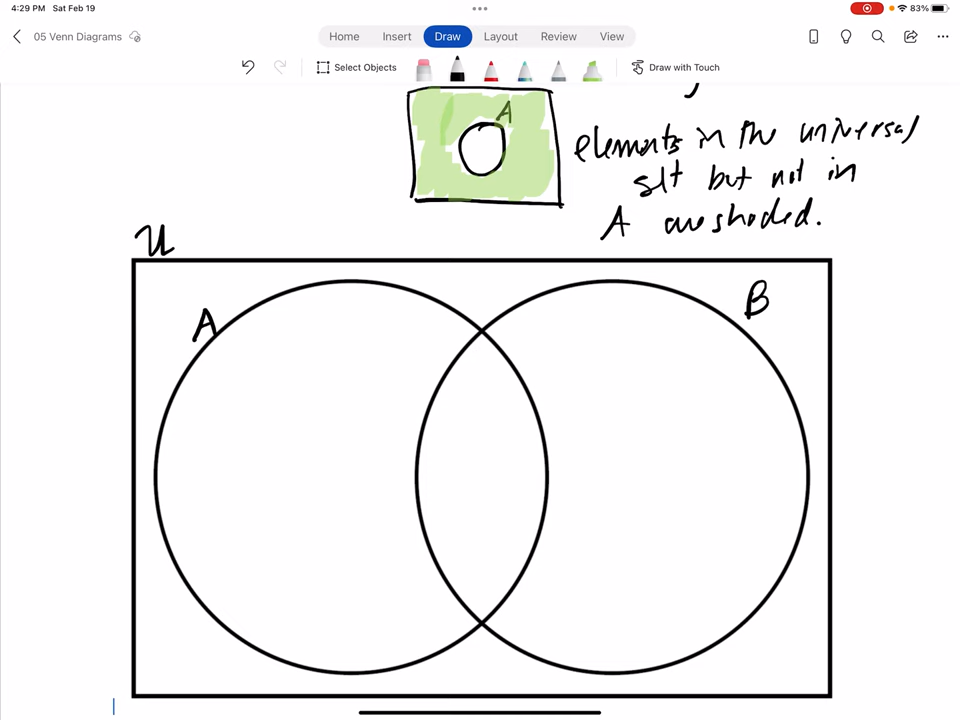 4:29 PM Sat Feb 19
83%
05 Venn Diagrams
Home Insert Draw Layout Review View
Select Objects
Draw with Touch
A
elements in the universal
set but not in
A are shaded.
U
A
B